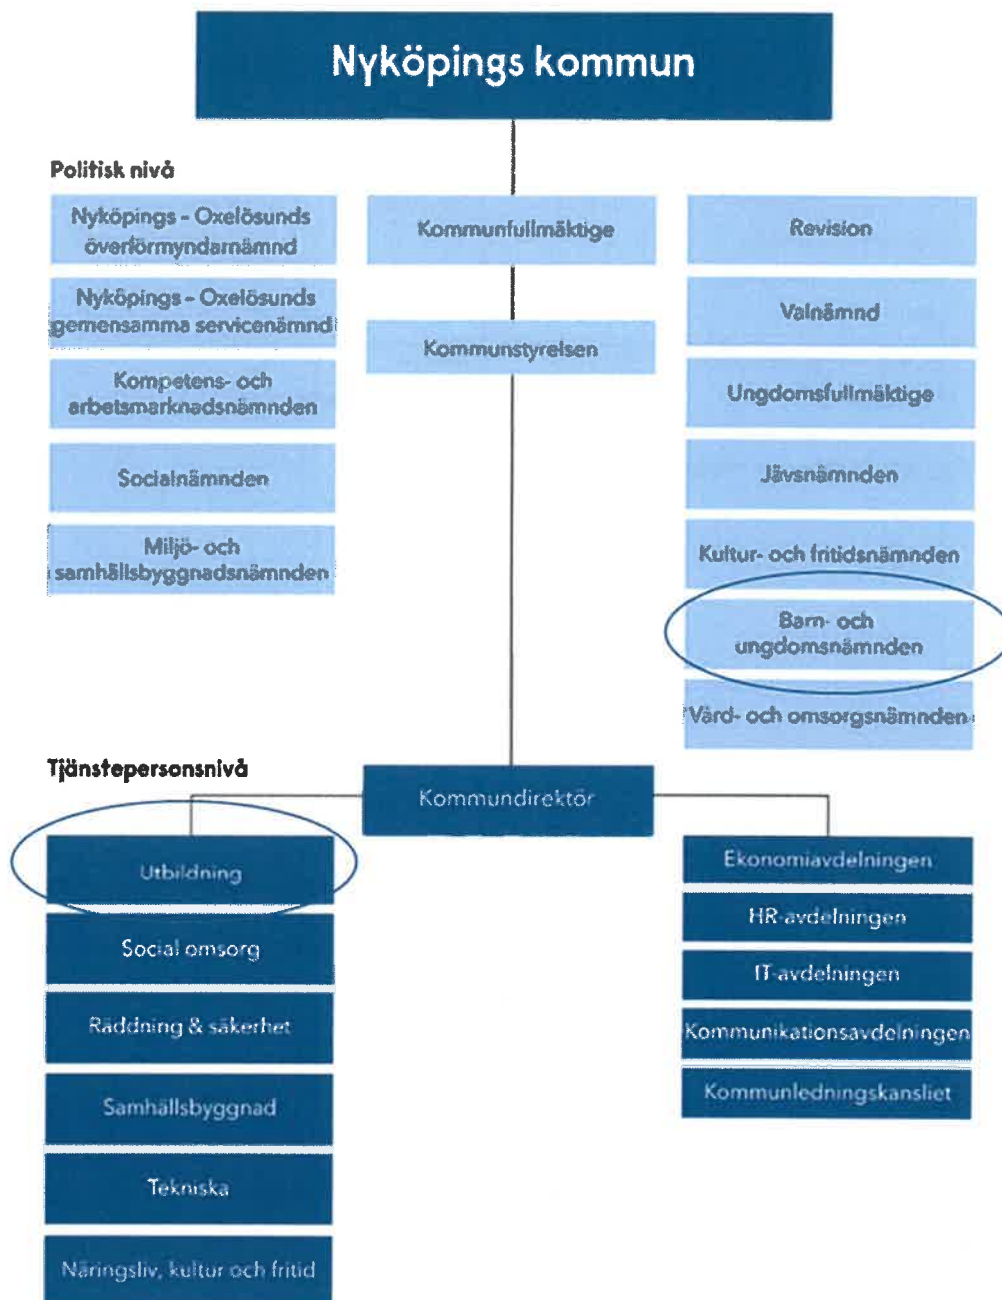 Nyköpings kommun
Politisk nivå
Nyköpings - Oxelösunds
överförmyndarnämnd
Nyköpings - Oxelösunds
gemensamma servicenämnd
Kompetens- och
arbetsmarknadsnämnden
Socialnämnden
Miljö- och
samhällsbyggnadsnämnden
Kommunfullmäktige
Kommunstyrelsen
Revision
Valnämnd
Ungdomsfullmäktige
Jävsnämnden
Kultur- och fritidsnämnden
Barn- och
ungdomsnämnden
Vård- och omsorgsnämnden
Tjänstepersonsnivå
Kommundirektör
Utbildning
Social omsorg
Räddning & säkerhet
Samhällsbyggnad
Tekniska
Näringsliv, kultur och fritid
Ekonomiavdelningen
HR-avdelningen
IT-avdelningen
Kommunikationsavdelningen
Kommunledningskansliet